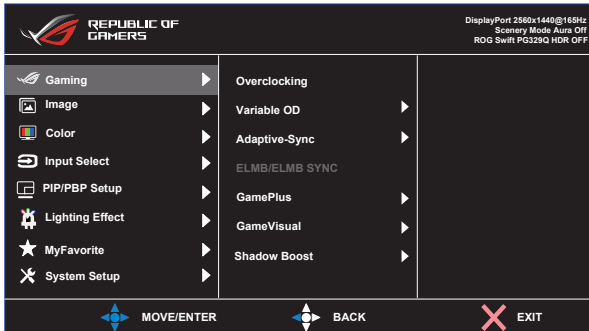 REPUBLIC OF
GAMERS
DisplayPort 2560x1440@165Hz
Scenery Mode Aura Off
ROG Swift PG329Q HDR OFF
Gaming
Image
Color
Input Select
PIP/PBP Setup
Lighting Effect
MyFavorite
System Setup
Overclocking
Variable OD
Adaptive-Sync
ELMB/ELMB SYNC
GamePlus
GameVisual
Shadow Boost
MOVE/ENTER
BACK
EXIT